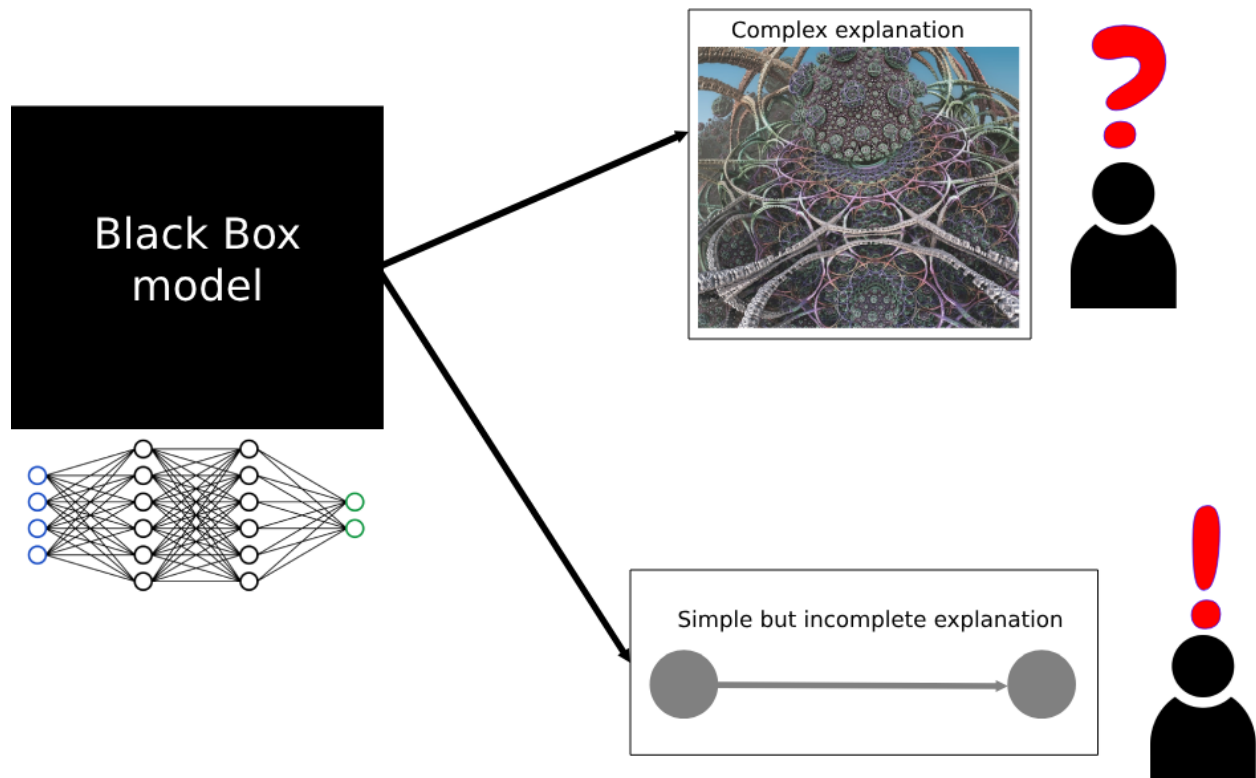 Complex explanation
Black Box
model
Simple but incomplete explanation